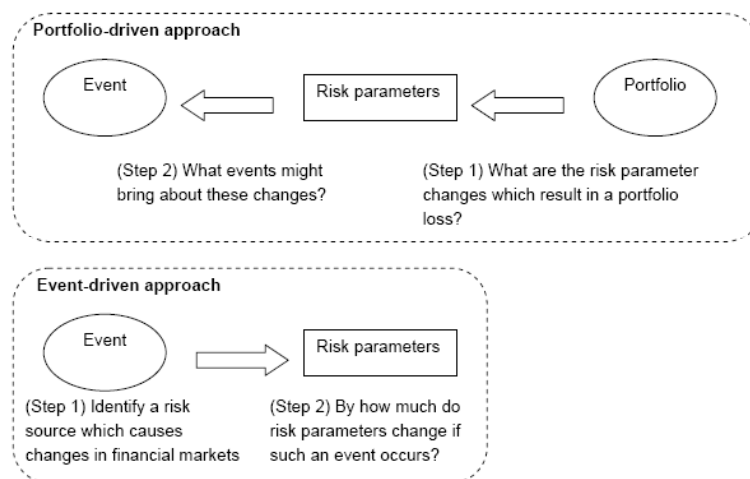 Portfolio-driven approach
Event
Risk parameters
Portfolio
(Step 2) What events might
bring about these changes?
(Step 1) What are the risk parameter
changes which result in a portfolio
loss?
Event-driven approach
Event
Risk parameters
(Step 1) Identify a risk
source which causes
changes in financial markets
(Step 2) By how much do
risk parameters change if
such an event occurs?